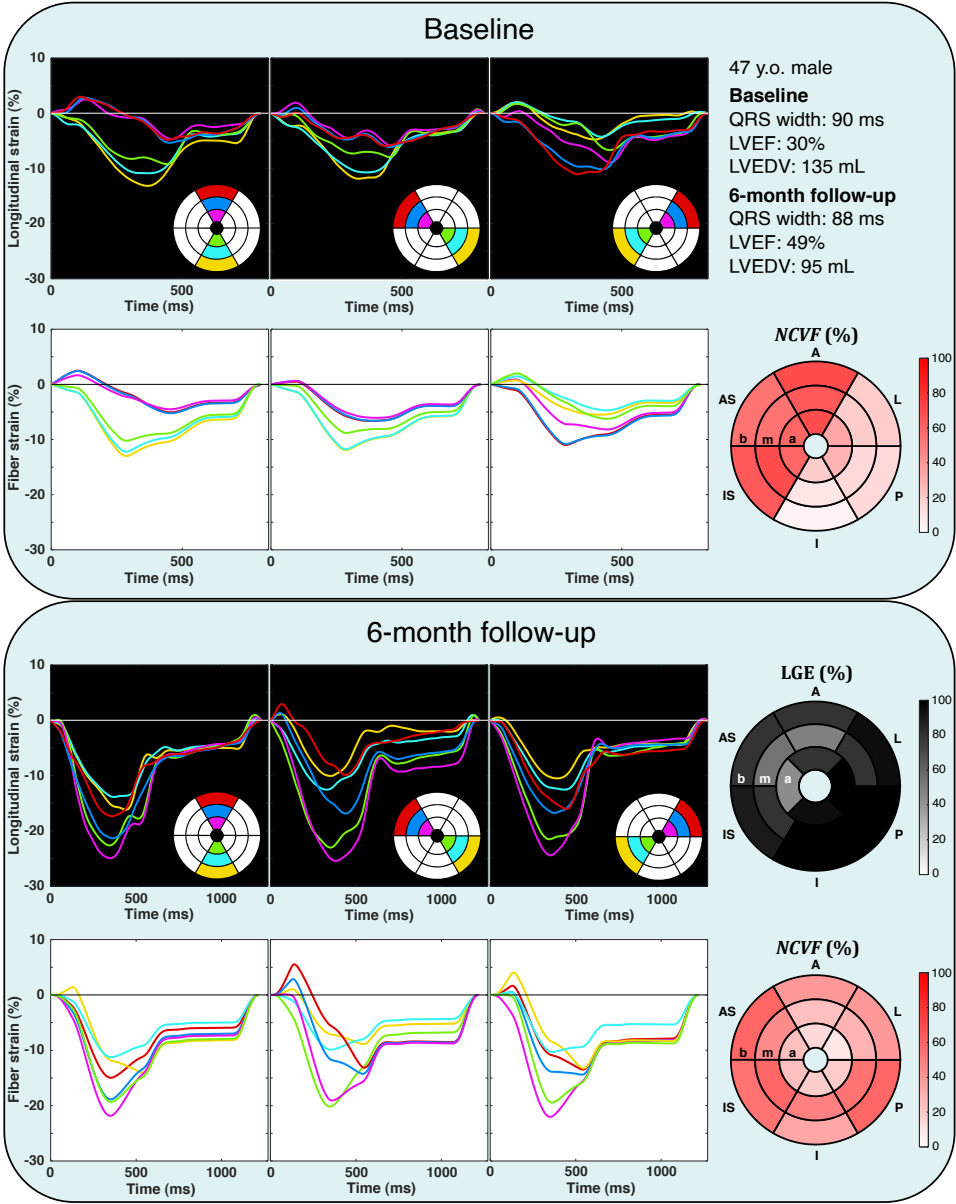 Baseline
10
0
-10
-20
-30
Longitudinal strain (%)
0
500
0
500
0
500
Time (ms)
Time (ms)
Time (ms)
47 y.o. male
Baseline
QRS width: 90 ms
LVEF: 30%
LVEDV: 135 mL
6-month follow-up
QRS width: 88 ms
LVEF: 49%
LVEDV: 95 mL
10
0
-10
-20
-30
Fiber strain (%)
0
500
0
500
0
500
Time (ms)
Time (ms)
Time (ms)
NCVF (%)
A
AS
L
b m a
IS
P
I
100
80
60
40
20
0
6-month follow-up
10
0
-10
-20
-30
Longitudinal strain (%)
0
500
1000
0
500
1000
0
500
1000
Time (ms)
Time (ms)
Time (ms)
LGE (%)
A
AS
L
b m a
IS
P
I
100
80
60
40
20
0
10
0
-10
-20
-30
Fiber strain (%)
0
500
1000
0
500
1000
0
500
1000
Time (ms)
Time (ms)
Time (ms)
NCVF (%)
A
AS
L
b m a
IS
P
I
100
80
60
40
20
0